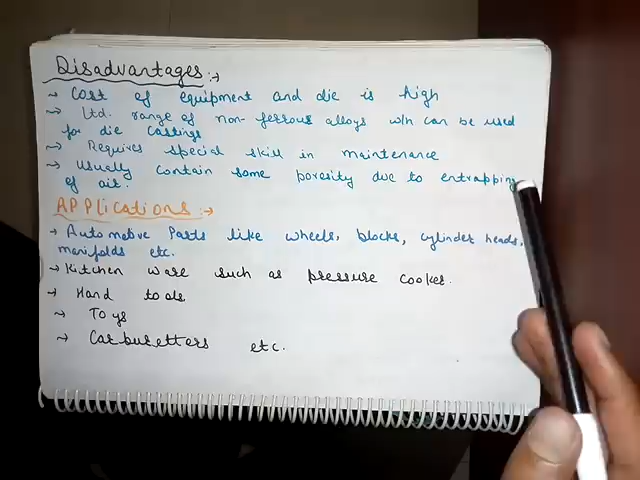 Disadvantages :→
→ Cost of equipment and die is high
→ Ltd. range of non-ferrous alloys w/n can be used
for die castings
→ Requires special skill in maintenance
→ Usually contain some porosity due to entrapping
of air.
APPlications :→
→ Automotive Parts like wheels, blocks, cylinder heads,
manifolds etc.
→ Kitchen ware such as pressure cooker.
→ Hand tools
→ Toys
→ Carburetters etc.